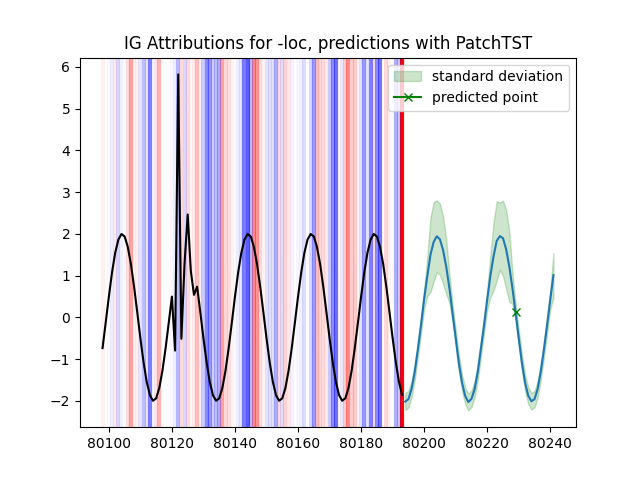 IG Attributions for -loc, predictions with PatchTST
standard deviation
predicted point
6
5
4
3
2
1
0
−1
−2
80100 80120 80140 80160 80180 80200 80220 80240